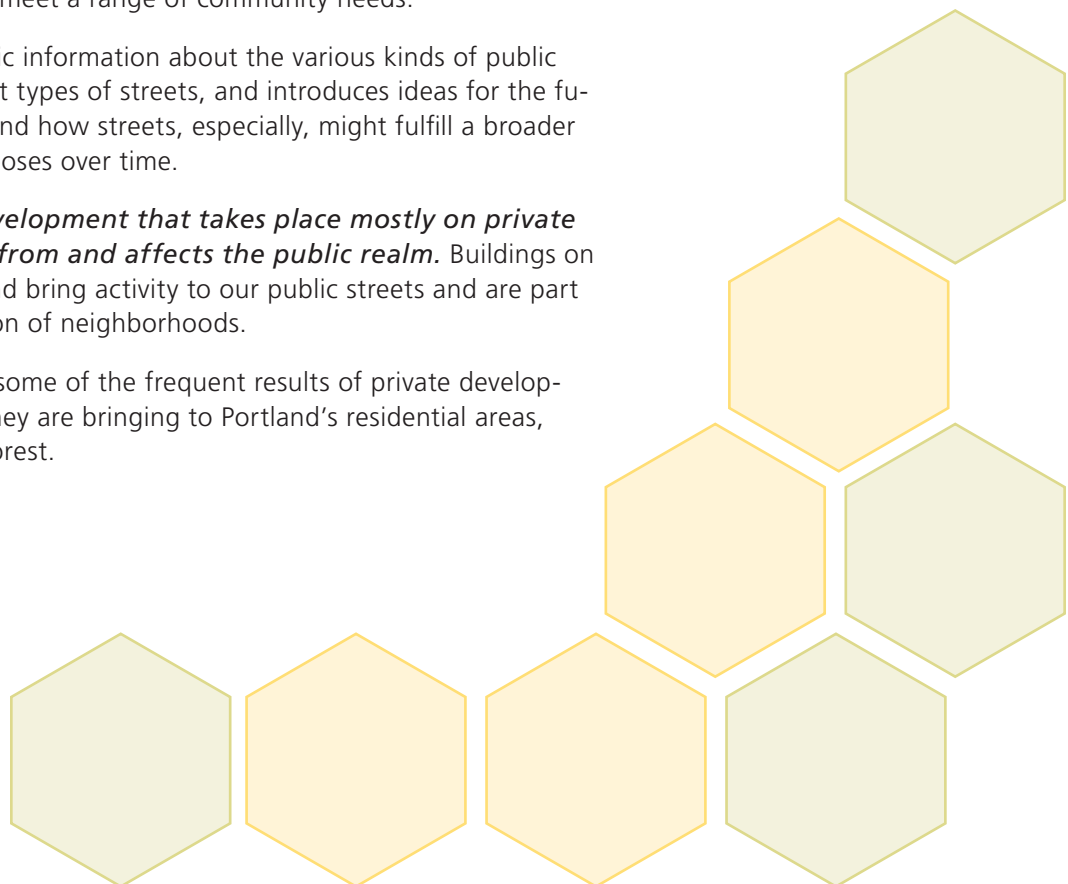 meet a range of community needs.
ic information about the various kinds of public
t types of streets, and introduces ideas for the fu-
nd how streets, especially, might fulfill a broader
oses over time.
velopment that takes place mostly on private
from and affects the public realm. Buildings on
d bring activity to our public streets and are part
on of neighborhoods.
some of the frequent results of private develop-
hey are bringing to Portland's residential areas,
orest.